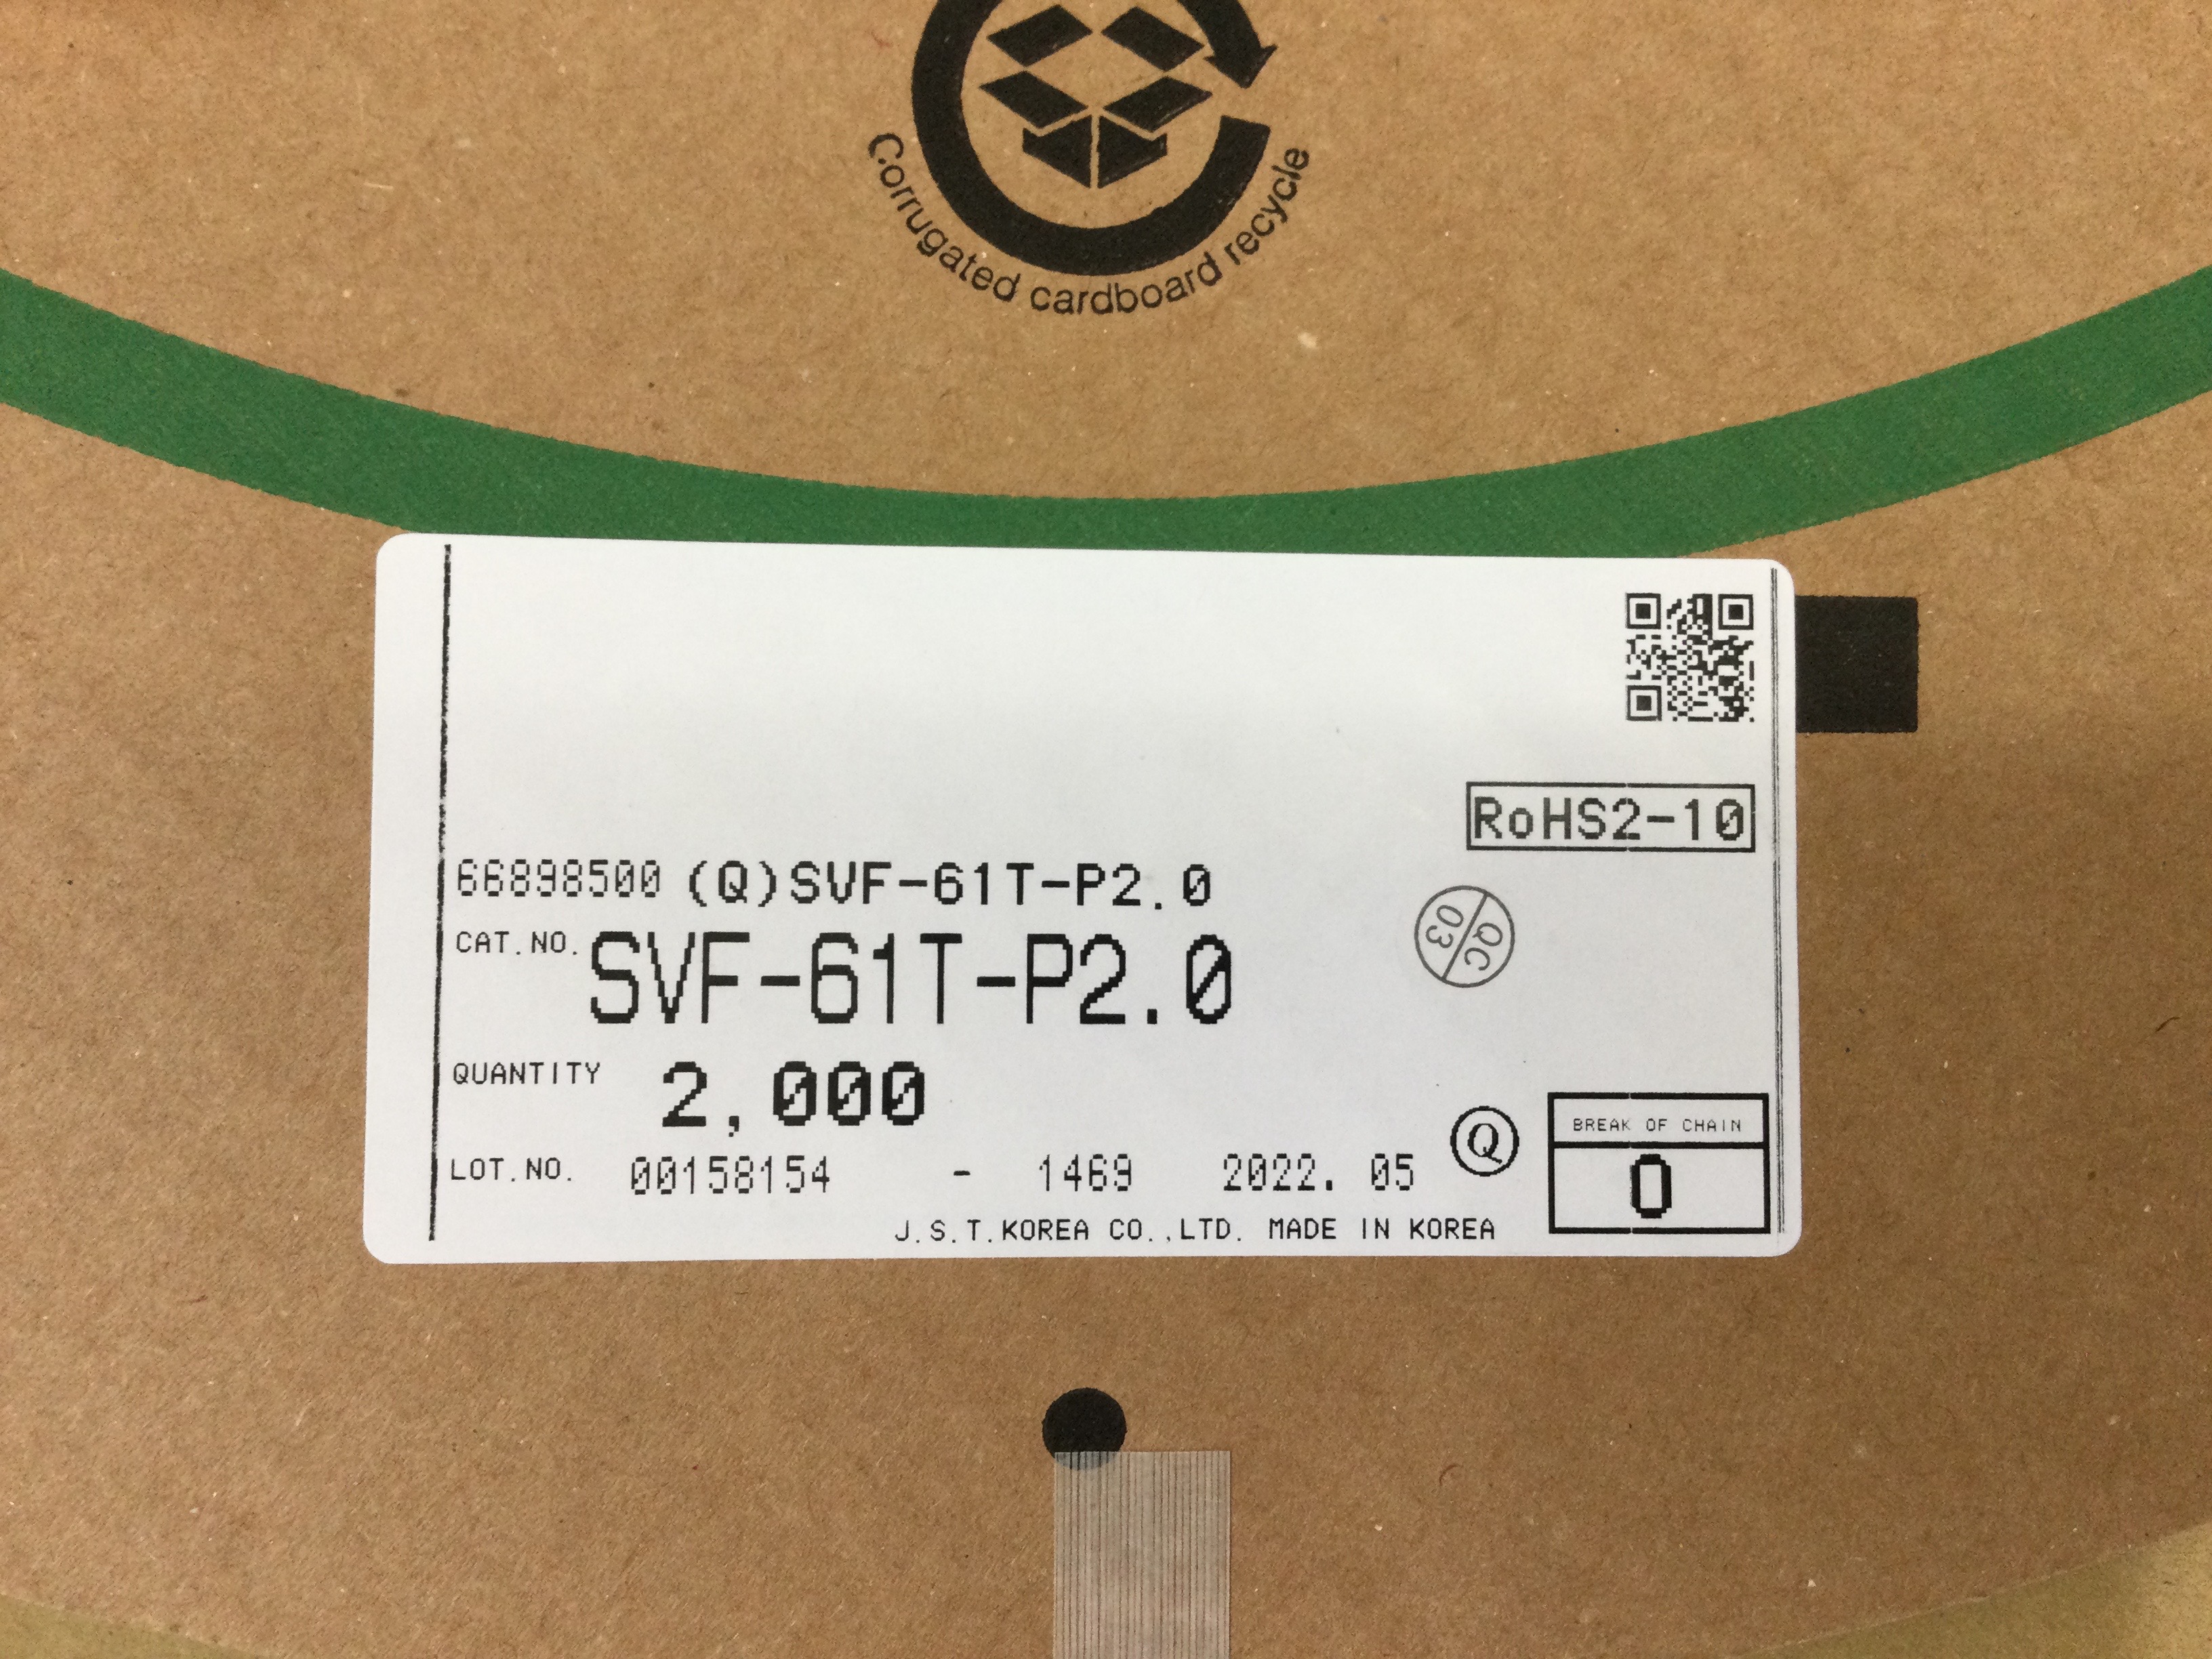 Corrugated cardboard recycle
RoHS2-10
66898500 (Q)SVF-61T-P2.0
CAT.NO. SVF-61T-P2.0
QC 03
QUANTITY 2,000
Q
BREAK OF CHAIN
0
LOT.NO. 00158154 - 1469 2022. 05
J.S.T.KOREA CO.,LTD. MADE IN KOREA